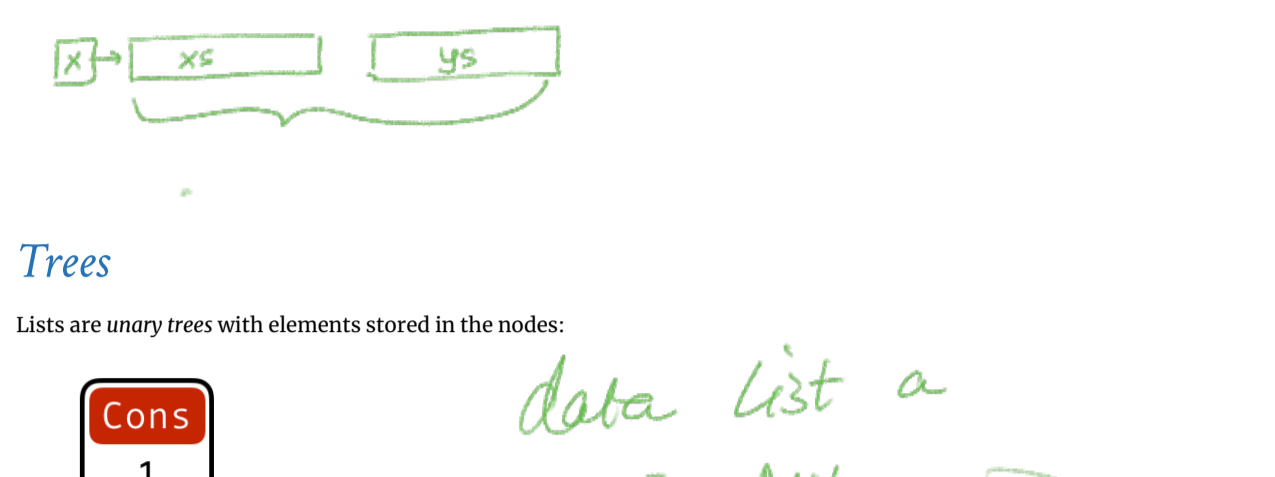 x xs ys
Trees
Lists are unary trees with elements stored in the nodes:
data List a
Cons
1